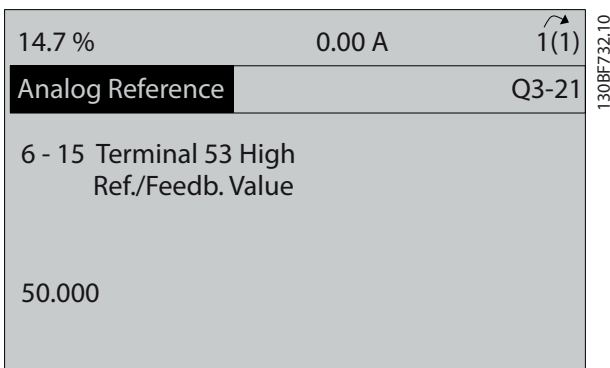 14.7 % 0.00 A 1(1)
Analog Reference Q3-21
6 - 15 Terminal 53 High
Ref./Feedb. Value
50.000
130BF732.10